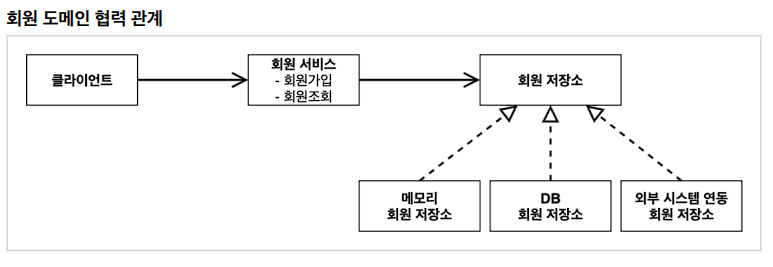 회원 도메인 협력 관계
클라이언트
회원 서비스
- 회원가입
- 회원조회
회원 저장소
메모리
회원 저장소
DB
회원 저장소
외부 시스템 연동
회원 저장소